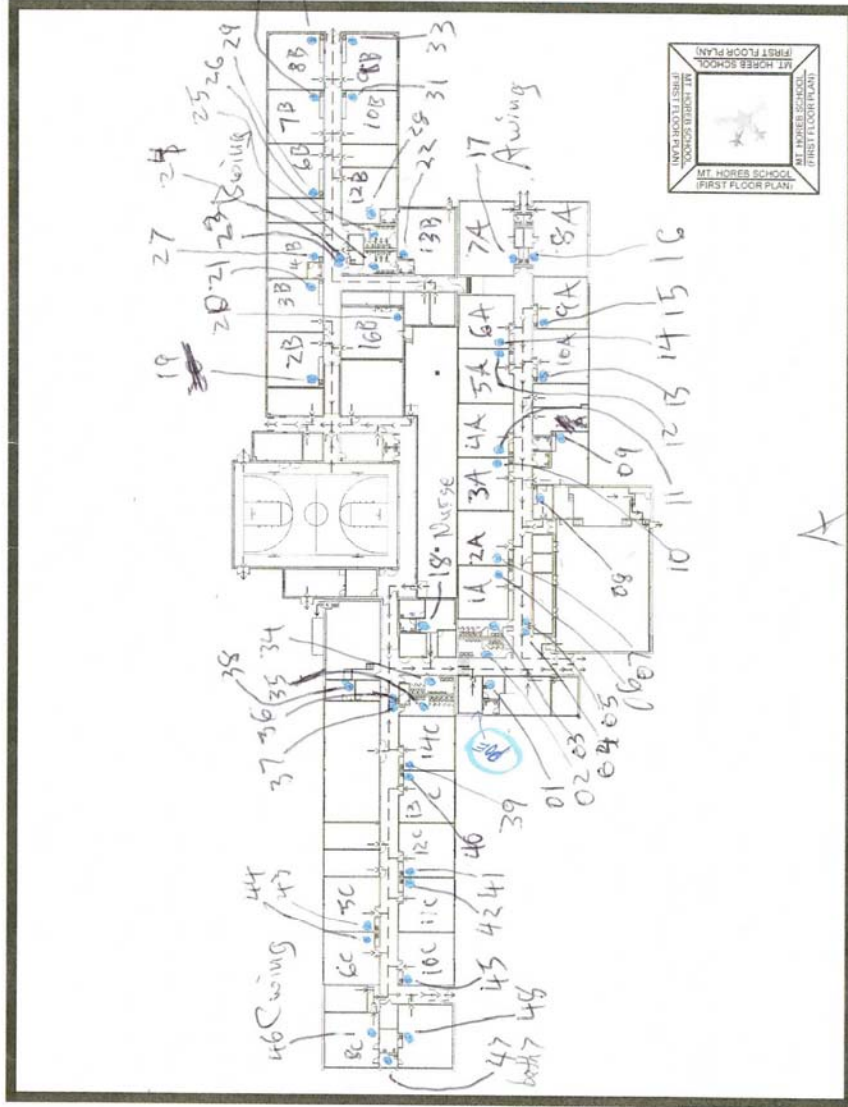 MT. HOREB SCHOOL
(FIRST FLOOR PLAN)
MT. HOREB SCHOOL
(FIRST FLOOR PLAN)
MT. HOREB SCHOOL
(FIRST FLOOR PLAN)
MT. HOREB SCHOOL
(FIRST FLOOR PLAN)
C wing
46
8C
6C
5C
44
43
10C
11C
12C
13 C
14C
45
42
41
40
39
48
47
37
36
35
38
34
18. Nurse
01
02
03
04
05
06
07
08
09
10
11
12
13
14
15
16
17
A wing
1A
2A
3A
4A
5A
6A
7A
8A
9A
10A
B wing
19
20
21
23
24
27
25
26
29
2B
3B
4B
6B
7B
8B
9B
10B
12B
13B
16B
22
28
31
33